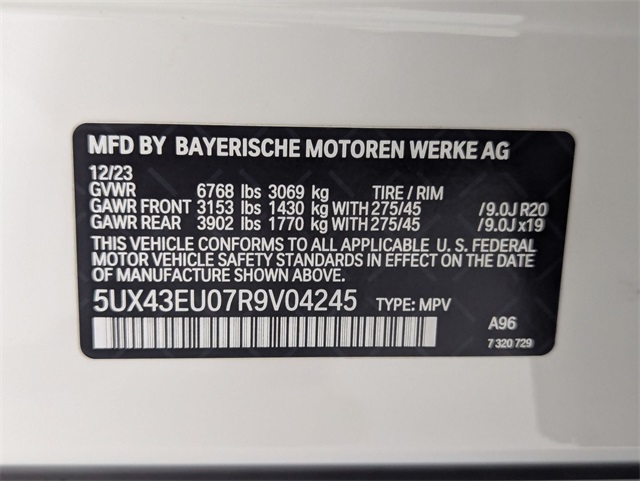 MFD BY BAYERISCHE MOTOREN WERKE AG
12/23
GVWR 6768 lbs 3069 kg TIRE / RIM
GAWR FRONT 3153 lbs 1430 kg WITH 275/45 /9.0J R20
GAWR REAR 3902 lbs 1770 kg WITH 275/45 /9.0J x19
THIS VEHICLE CONFORMS TO ALL APPLICABLE U. S. FEDERAL
MOTOR VEHICLE SAFETY STANDARDS IN EFFECT ON THE
DATE OF MANUFACTURE SHOWN ABOVE.
5UX43EU07R9V04245 TYPE: MPV
A96
7 320 729